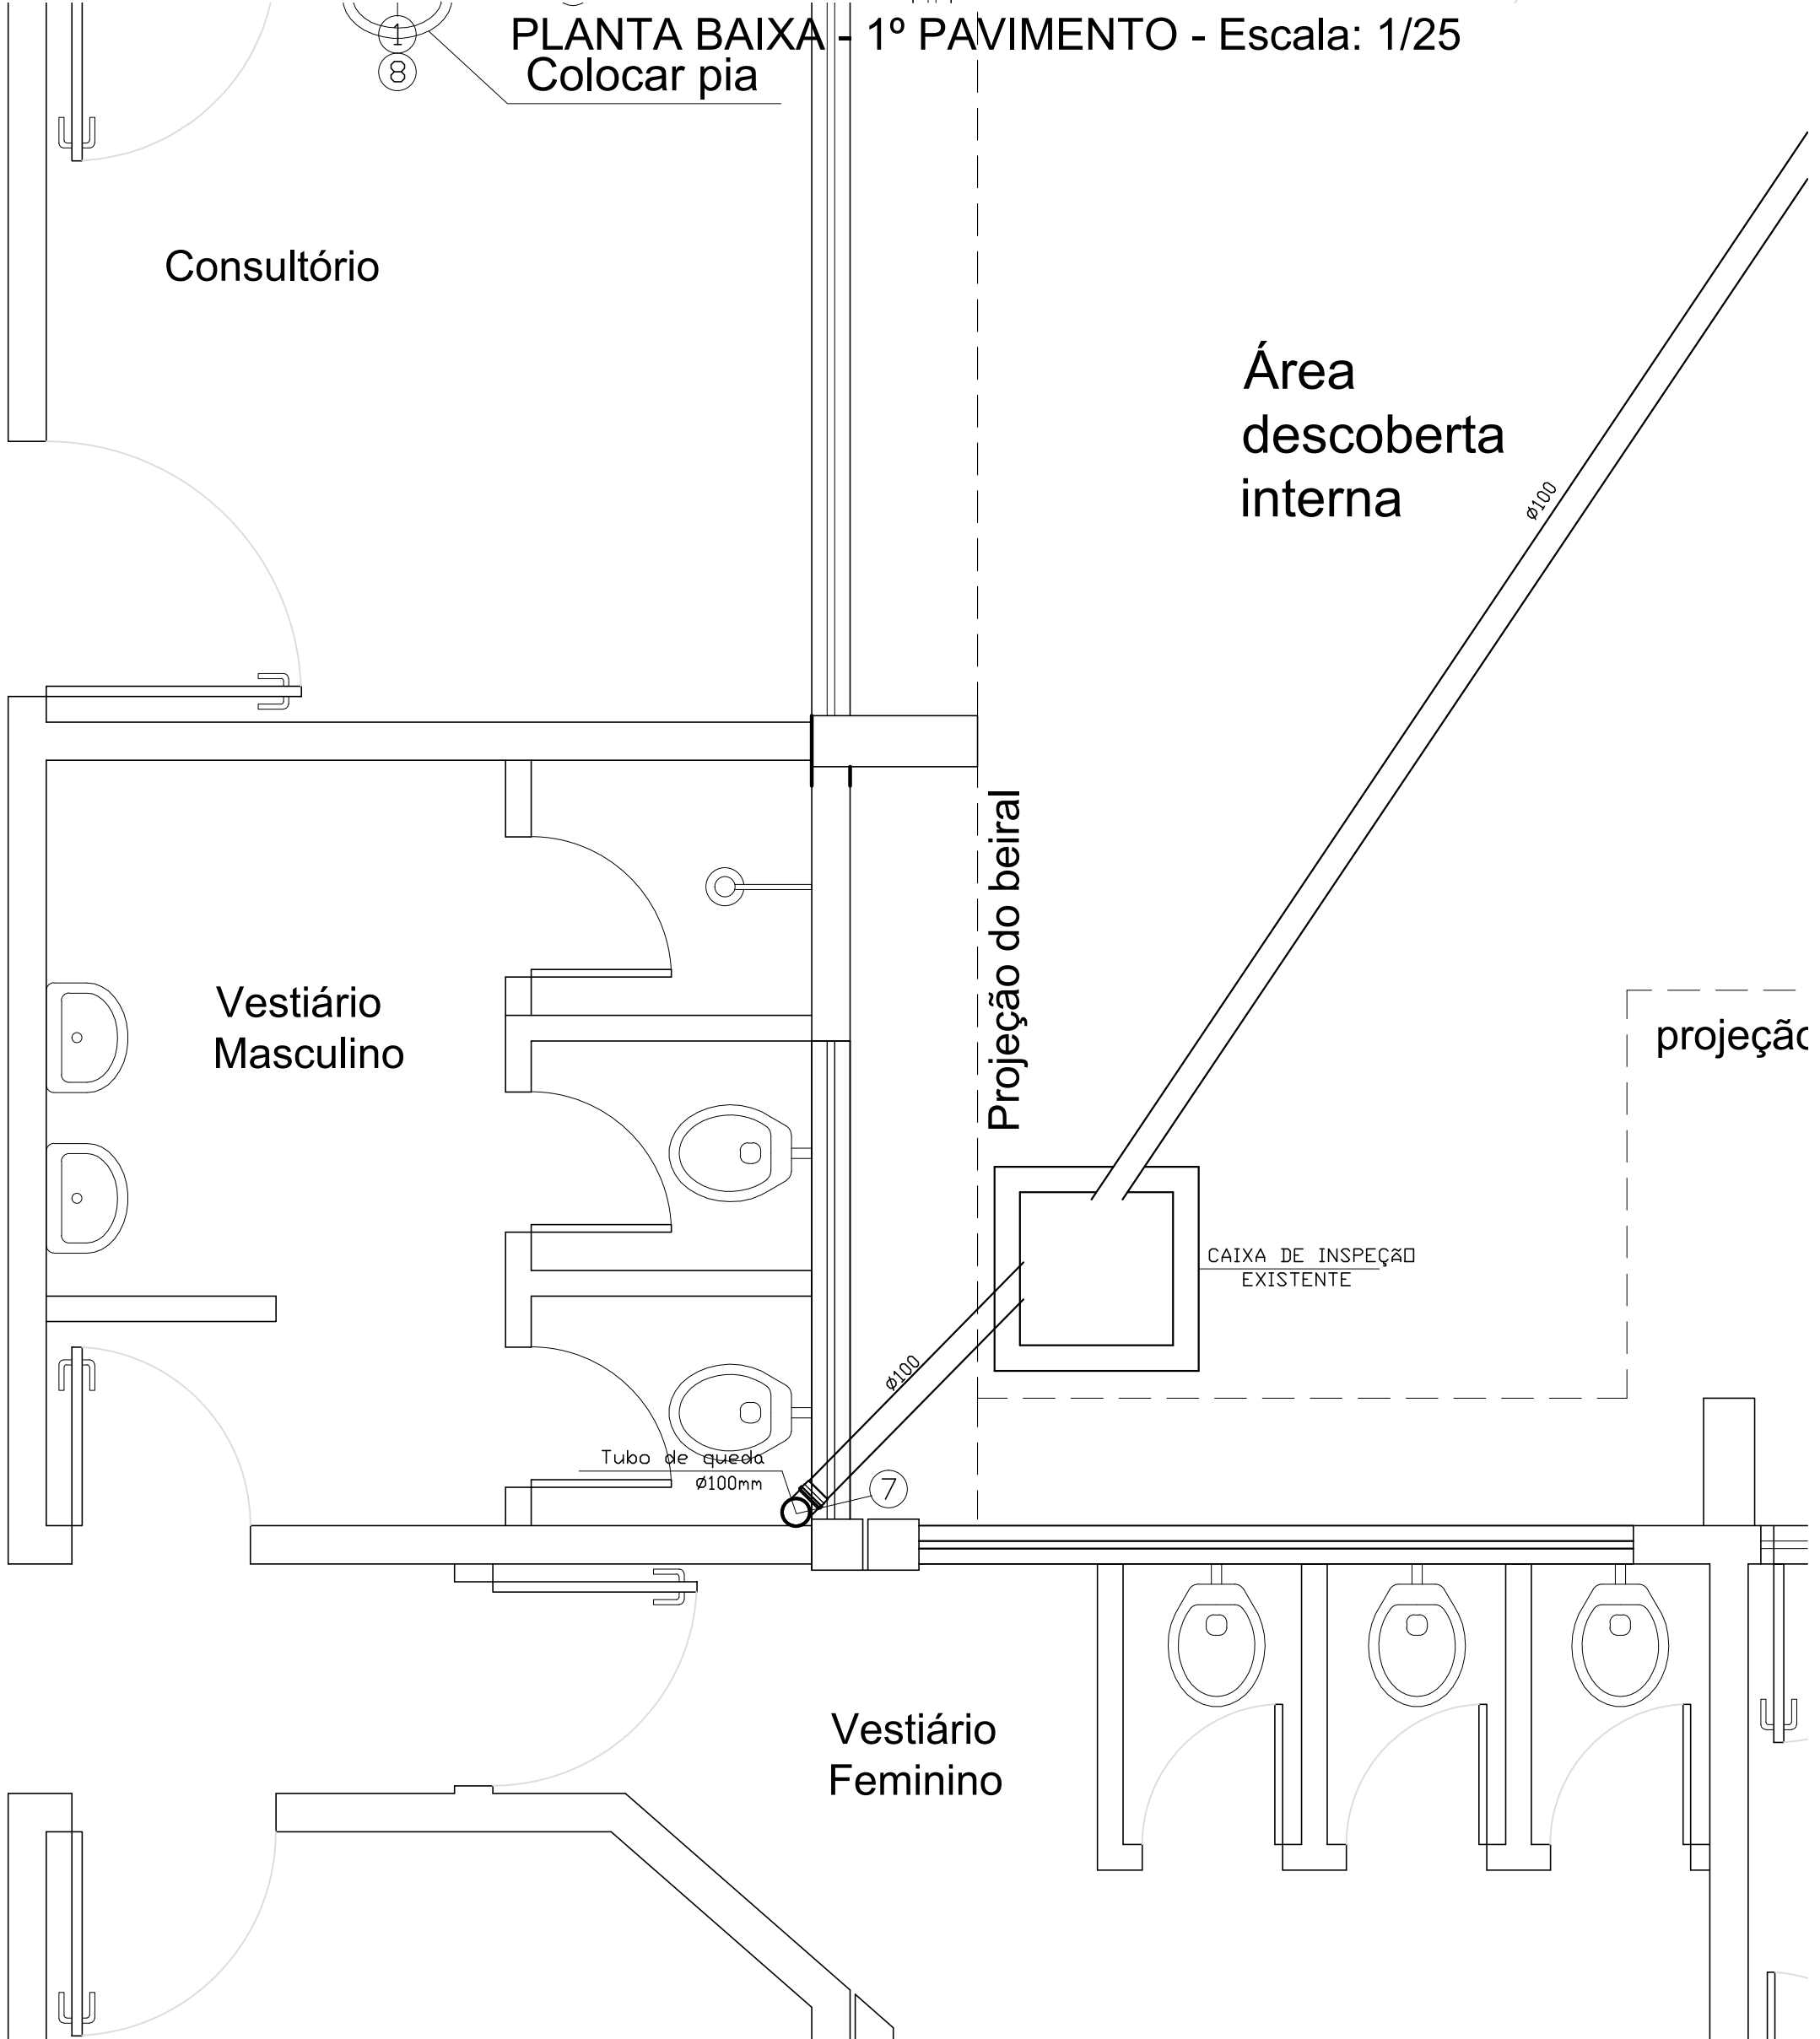 PLANTA BAIXA - 1º PAVIMENTO - Escala: 1/25
1
Colocar pia
8
Consultório
Área
descoberta
interna
Ø100
Projeção do beiral
Vestiário
Masculino
projeção
CAIXA DE INSPEÇÃO
EXISTENTE
Ø100
Tubo de queda
Ø100mm
7
Vestiário
Feminino